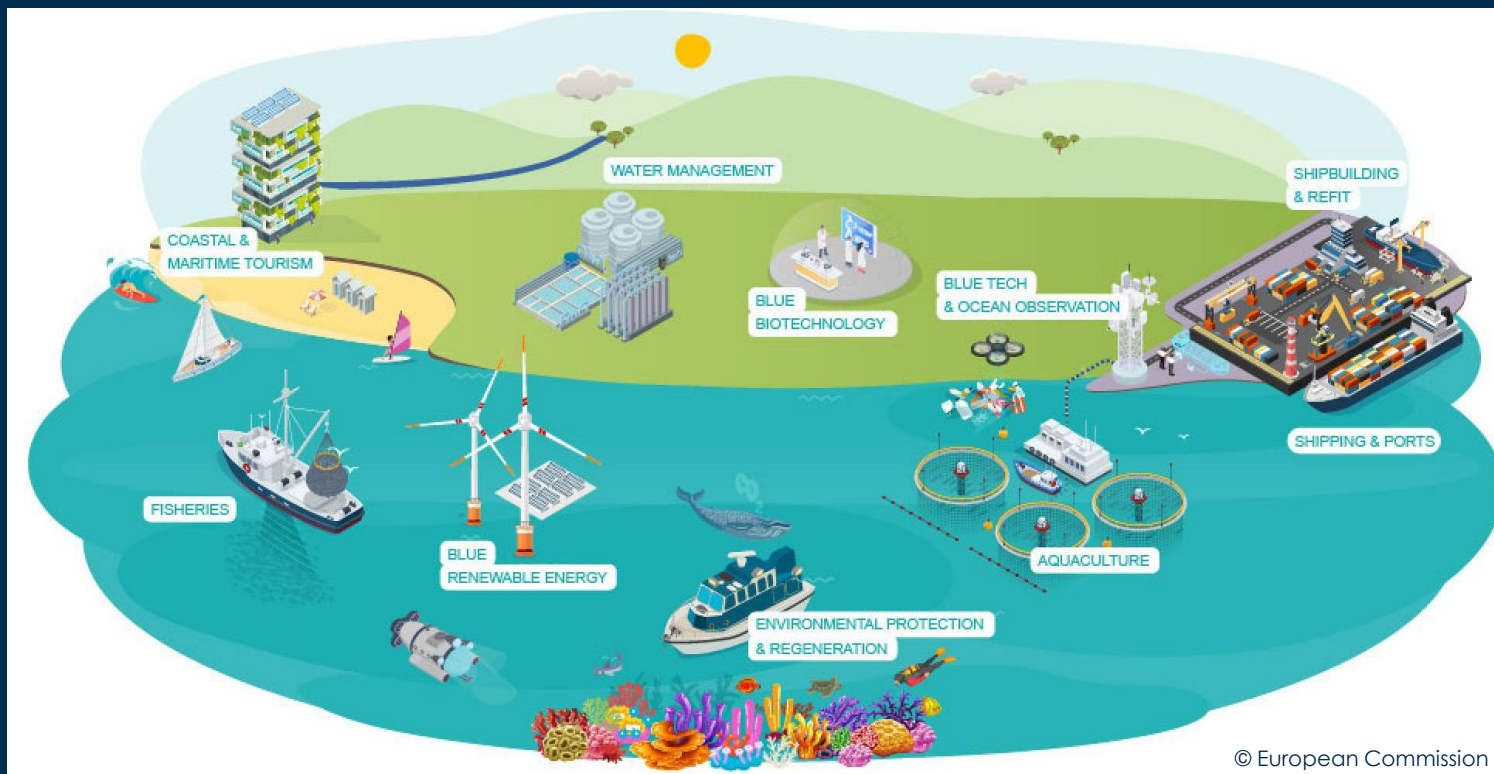 WATER MANAGEMENT
SHIPBUILDING
& REFIT
COASTAL &
MARITIME TOURISM
BLUE
BIOTECHNOLOGY
BLUE TECH
& OCEAN OBSERVATION
SHIPPING & PORTS
FISHERIES
BLUE
RENEWABLE ENERGY
AQUACULTURE
ENVIRONMENTAL PROTECTION
& REGENERATION
© European Commission